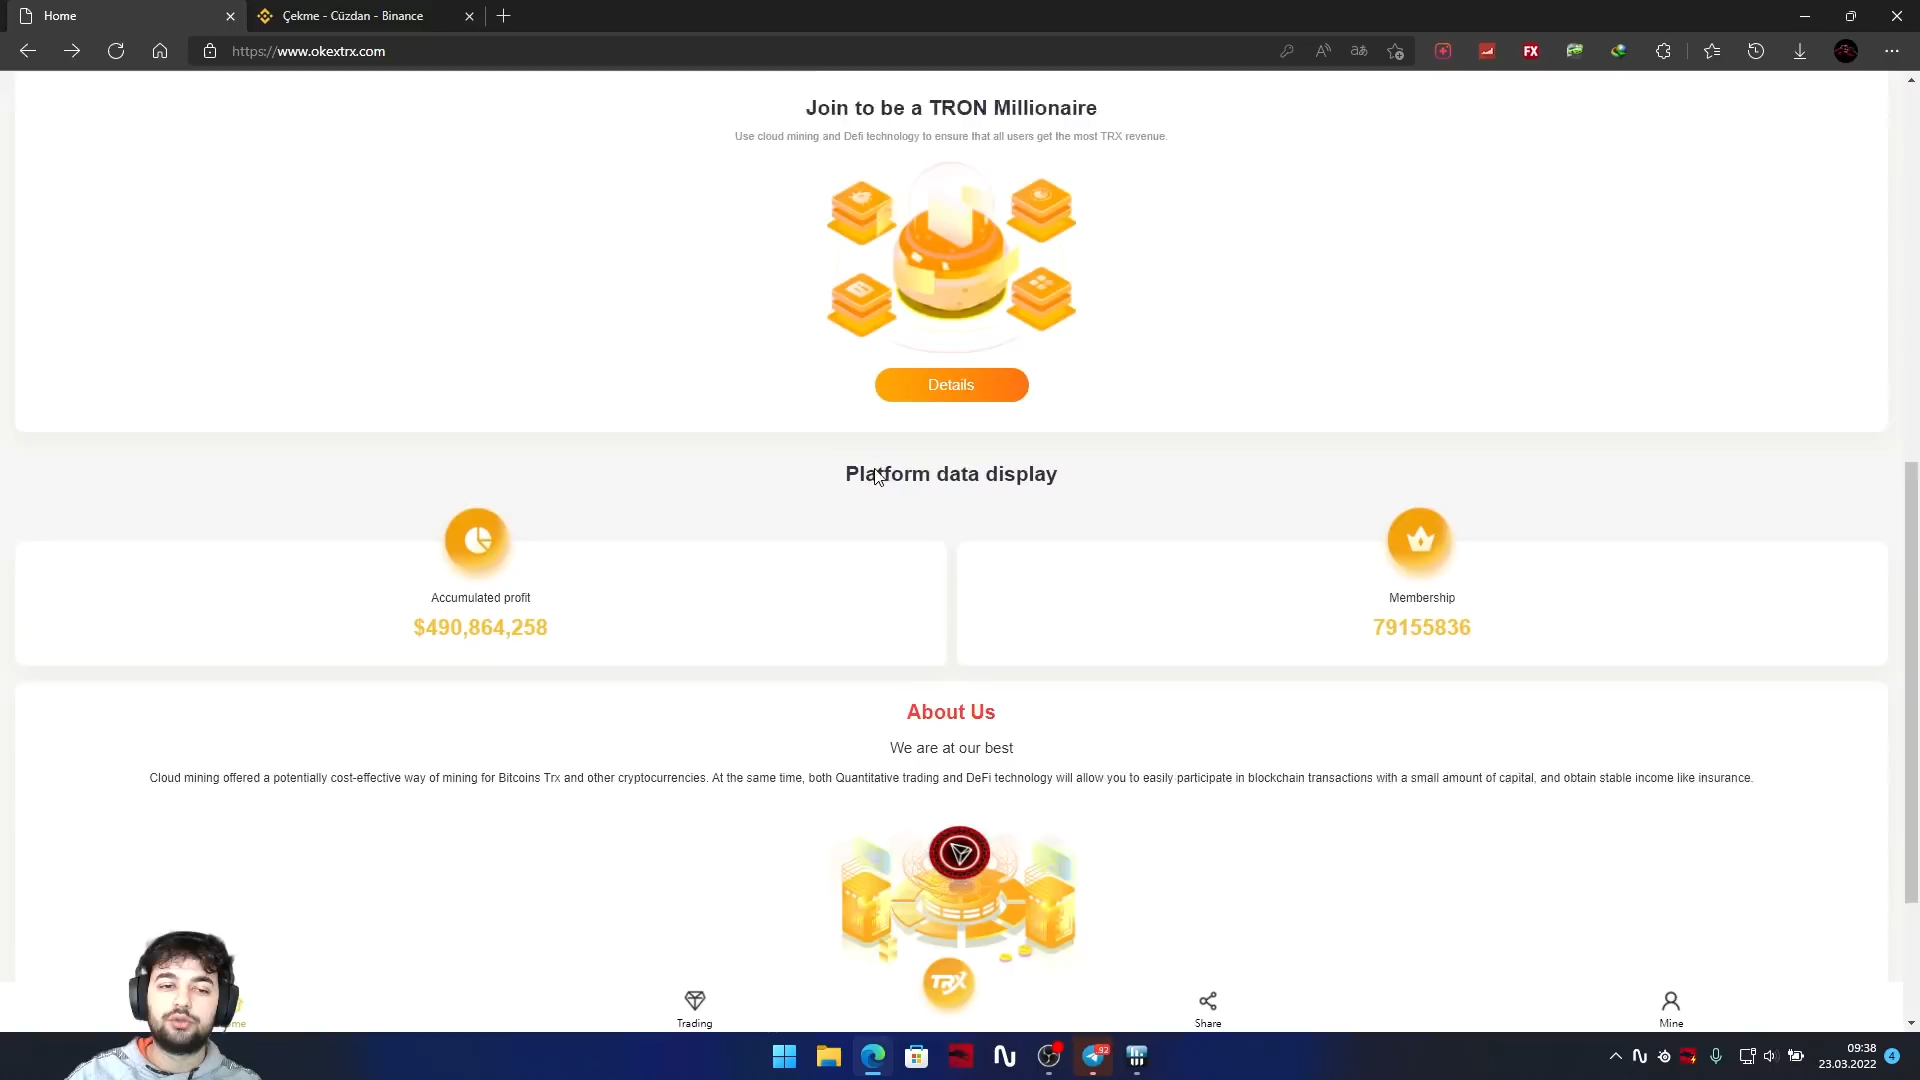 Home
Çekme - Cüzdan - Binance
https://www.okextrx.com
FX
Join to be a TRON Millionaire
Use cloud mining and Defi technology to ensure that all users get the most TRX revenue.
Details
Platform data display
Accumulated profit
$490,864,258
Membership
79155836
About Us
We are at our best
Cloud mining offered a potentially cost-effective way of mining for Bitcoins Trx and other cryptocurrencies. At the same time, both Quantitative trading and DeFi technology will allow you to easily participate in blockchain transactions with a small amount of capital, and obtain stable income like insurance.
TRX
Trading
Share
Mine
92
09:38
23.03.2022
4